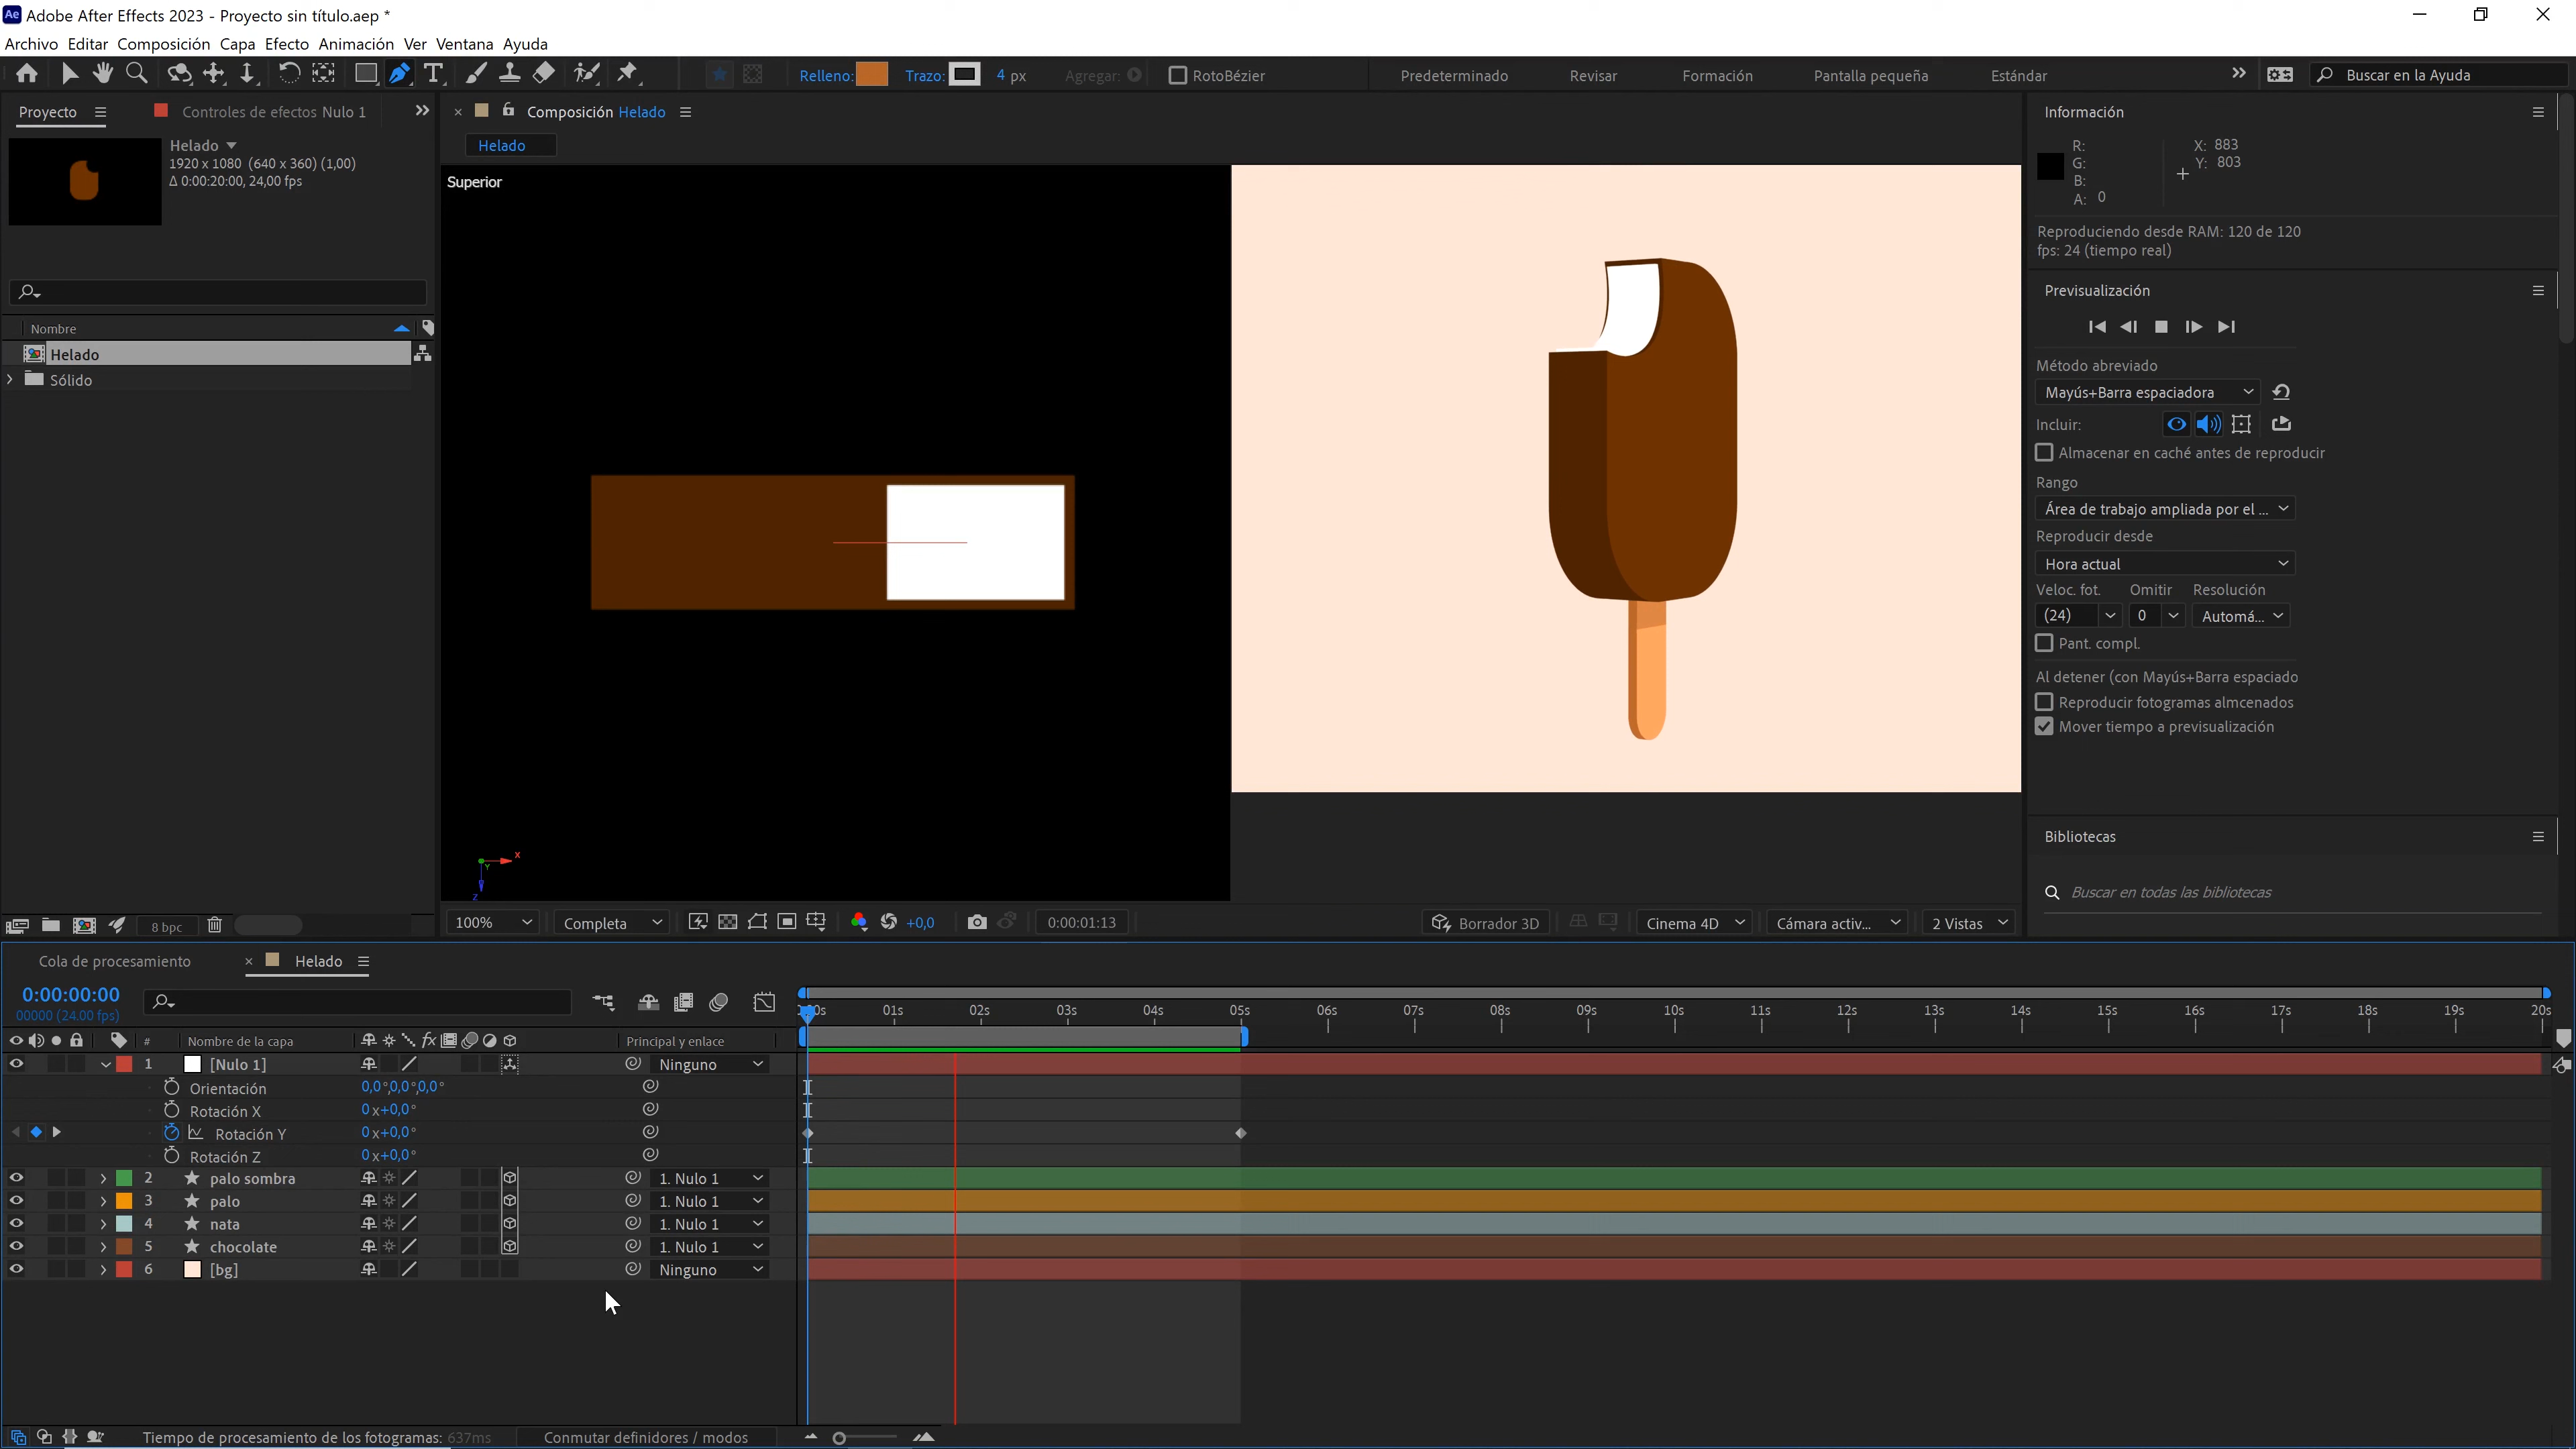 Ae Adobe After Effects 2023 - Proyecto sin título.aep *
Archivo Editar Composición Capa Efecto Animación Ver Ventana Ayuda
Relleno: Trazo: 4 px Agregar: RotoBézier Predeterminado Revisar Formación Pantalla pequeña Estándar Buscar en la Ayuda
Proyecto Controles de efectos Nulo 1
Helado
1920 x 1080 (640 x 360) (1,00)
Δ 0:00:20:00, 24,00 fps
Nombre
Helado
Sólido
8 bpc
Composición Helado
Helado
Superior
x
Y
z
100% Completa +0,0 0:00:01:13 Borrador 3D Cinema 4D Cámara activ... 2 Vistas
Información
R:
G:
B:
A: 0
X: 883
Y: 803
Reproduciendo desde RAM: 120 de 120
fps: 24 (tiempo real)
Previsualización
Método abreviado
Mayús+Barra espaciadora
Incluir:
Almacenar en caché antes de reproducir
Rango
Área de trabajo ampliada por el ...
Reproducir desde
Hora actual
Veloc. fot. Omitir Resolución
(24) 0 Automá...
Pant. compl.
Al detener (con Mayús+Barra espaciado
Reproducir fotogramas almcenados
Mover tiempo a previsualización
Bibliotecas
Buscar en todas las bibliotecas
Cola de procesamiento Helado
0:00:00:00
00000 (24.00 fps)
0s 01s 02s 03s 04s 05s 06s 07s 08s 09s 10s 11s 12s 13s 14s 15s 16s 17s 18s 19s 20s
# Nombre de la capa fx Principal y enlace
1 [Nulo 1] Ninguno
Orientación 0,0°,0,0°,0,0°
Rotación X 0x+0,0°
Rotación Y 0x+0,0°
Rotación Z 0x+0,0°
2 palo sombra 1. Nulo 1
3 palo 1. Nulo 1
4 nata 1. Nulo 1
5 chocolate 1. Nulo 1
6 [bg] Ninguno
Tiempo de procesamiento de los fotogramas: 637ms Conmutar definidores / modos